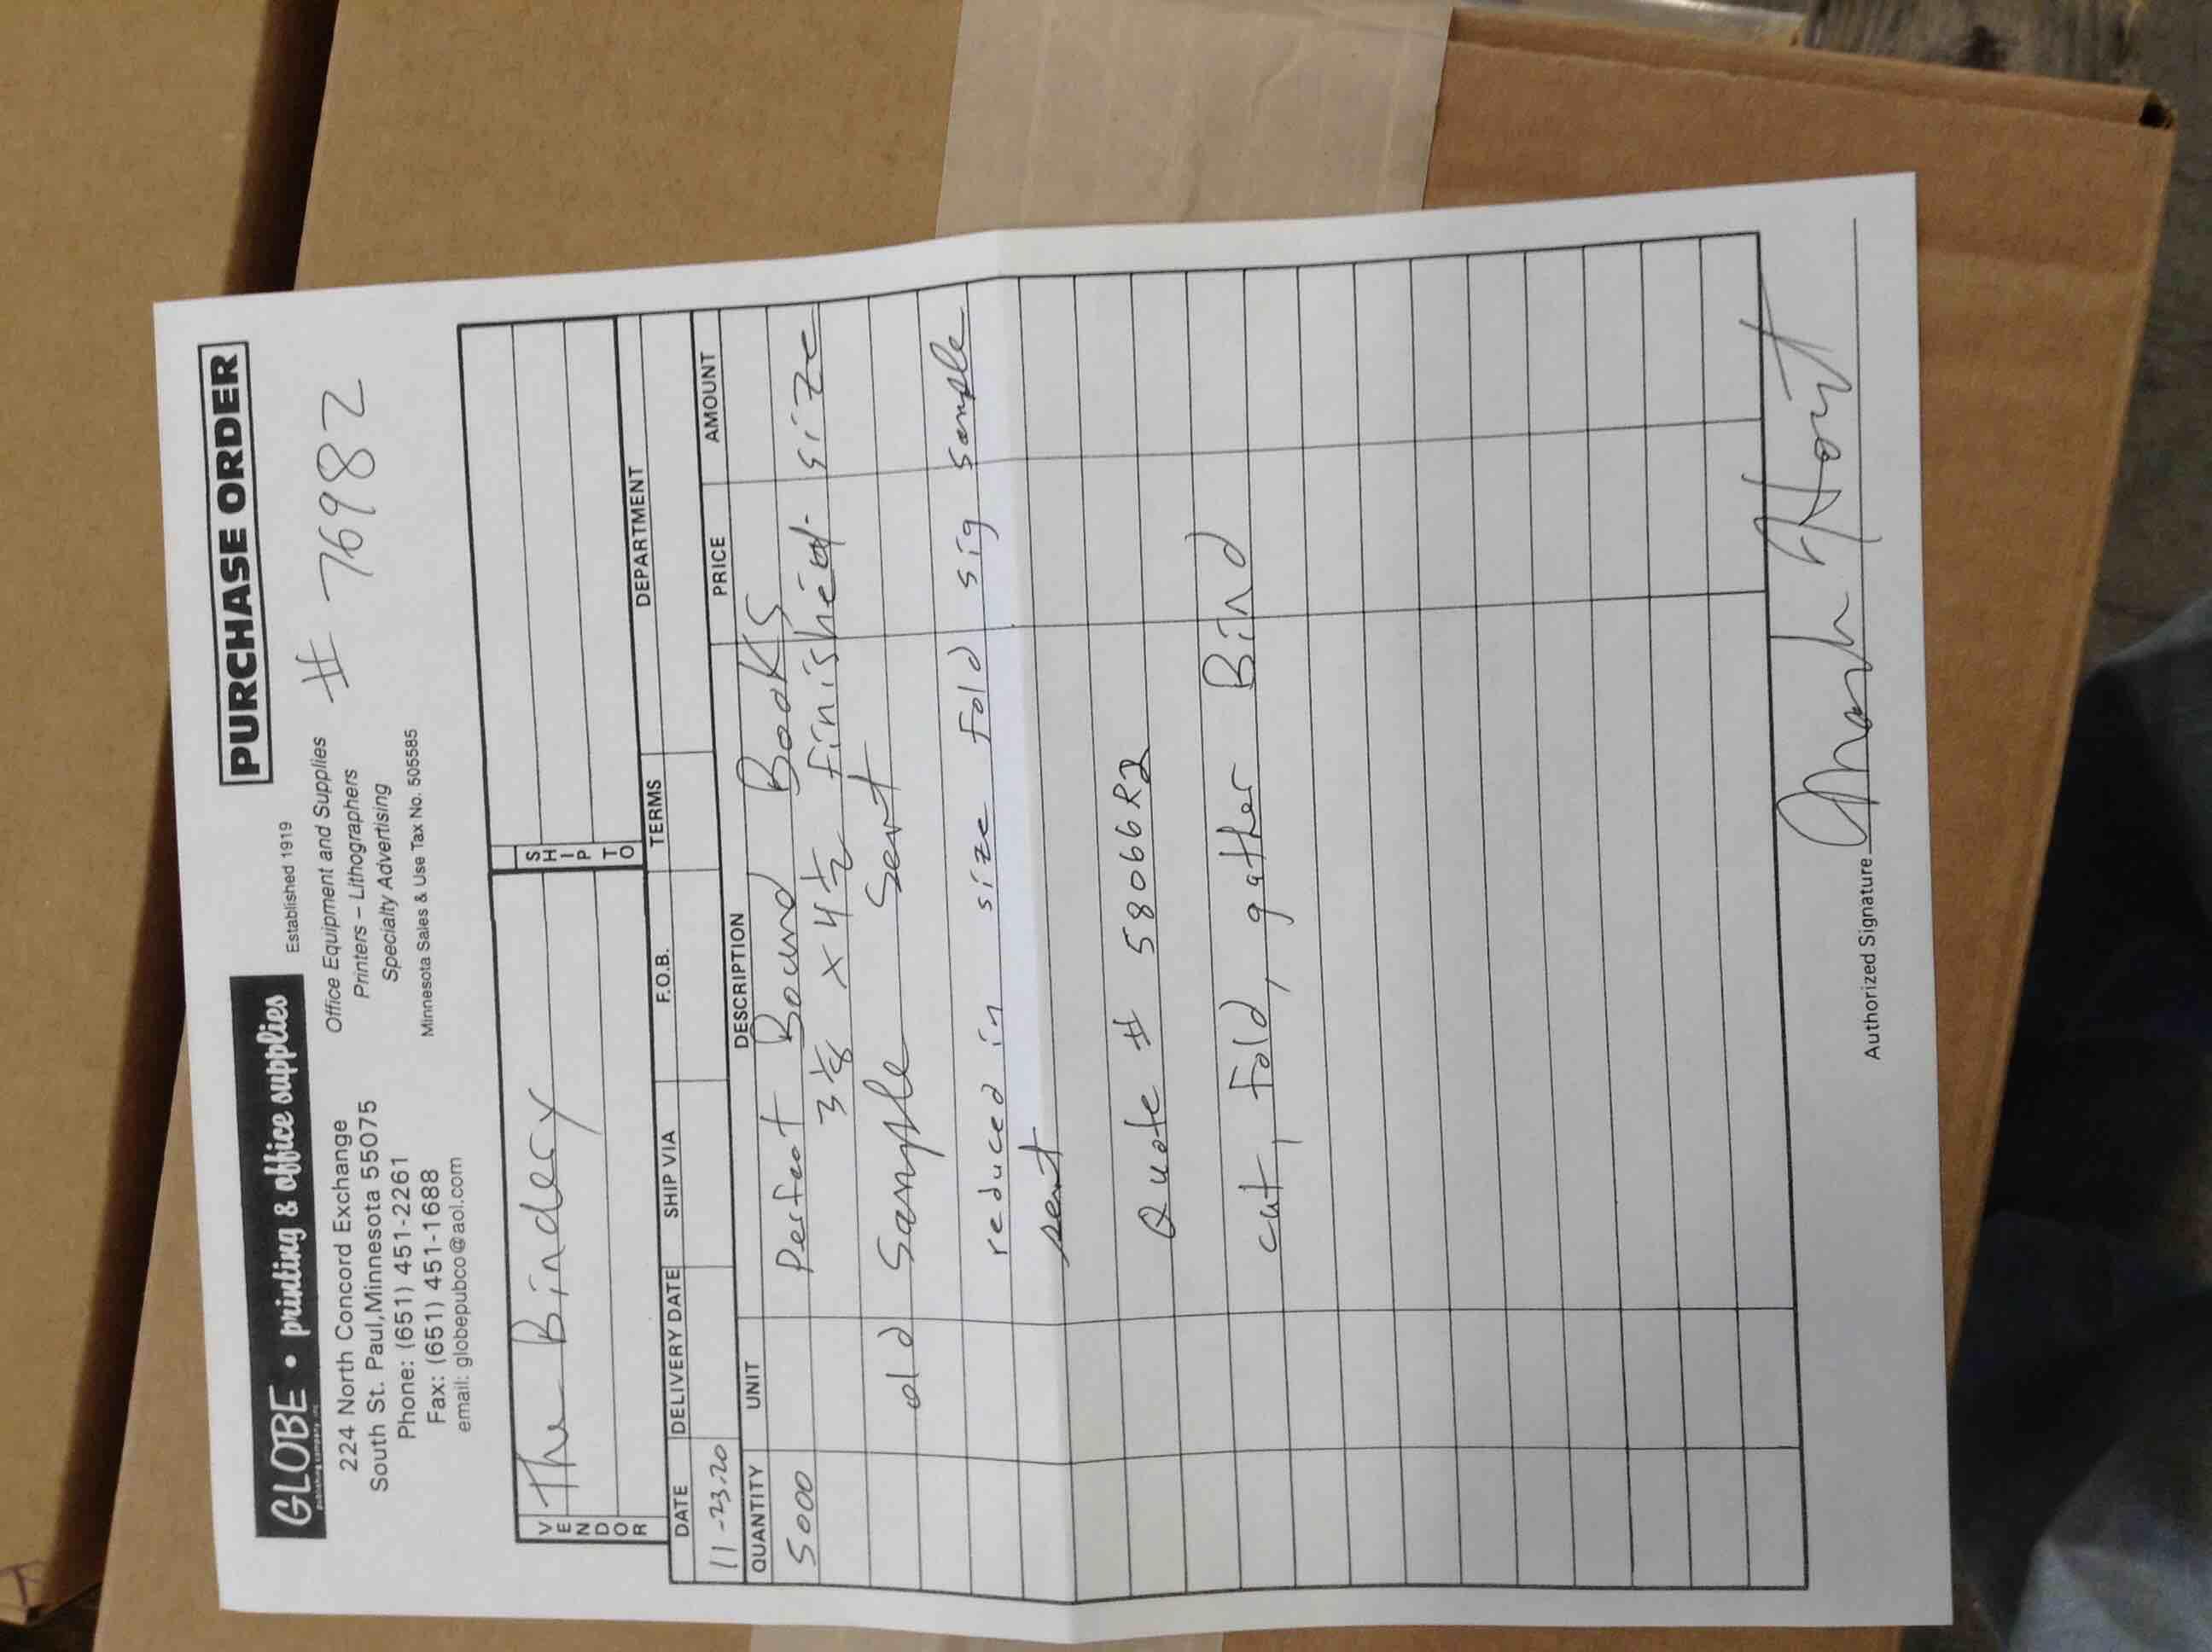 GLOBE • printing & office supplies
Established 1919
PURCHASE ORDER
224 North Concord Exchange
South St. Paul, Minnesota 55075
Phone: (651) 451-2261
Fax: (651) 451-1688
email: globepubco@aol.com
Office Equipment and Supplies
Printers – Lithographers
Specialty Advertising
Minnesota Sales & Use Tax No. 505585
# 76982
VENDOR
The Bindery
SHIP TO
DATE DELIVERY DATE SHIP VIA F.O.B. TERMS DEPARTMENT
11-23-20
QUANTITY UNIT DESCRIPTION PRICE AMOUNT
5000 Perfect Bound Books
3 1/8 x 4 1/2 finished size
old Sample Sent
reduced in size fold sig sample
sent
Quote # 58066R2
cut, fold, gather Bind
Authorized Signature